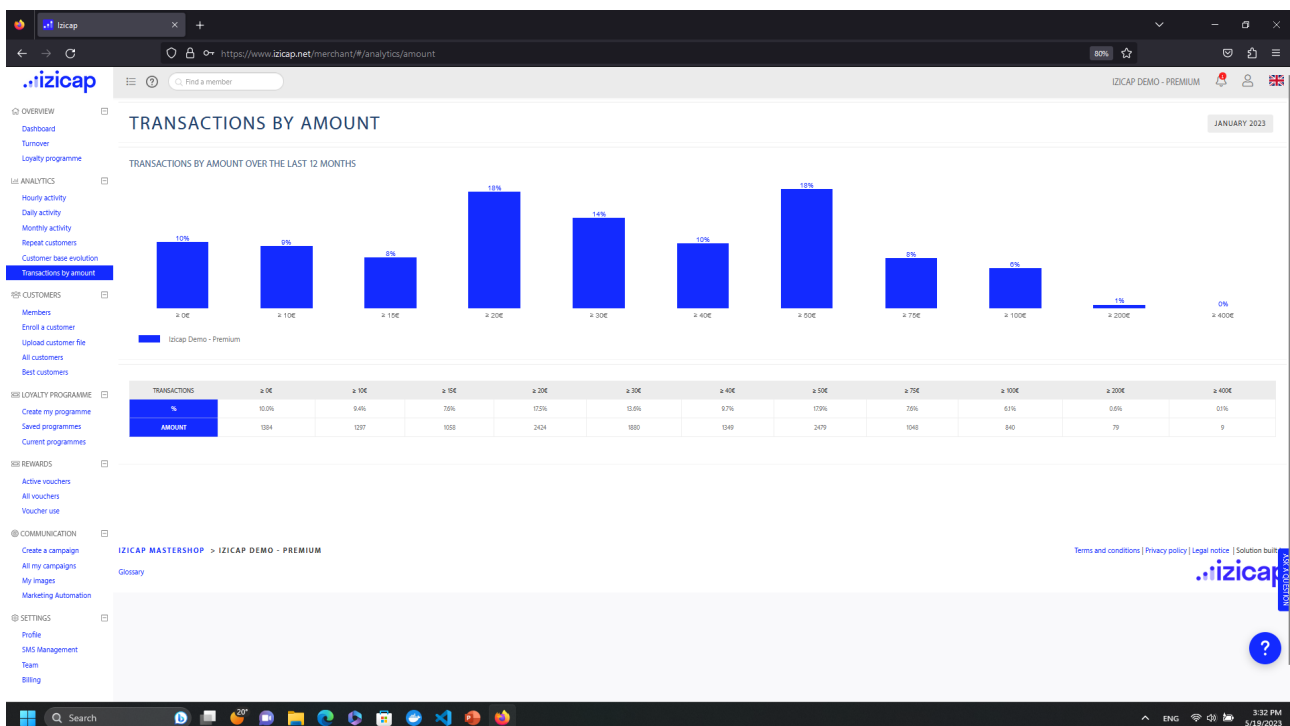 Izicap
https://www.izicap.net/merchant/#/analytics/amount
80%
izicap
Find a member
IZICAP DEMO - PREMIUM
OVERVIEW
Dashboard
Turnover
Loyalty programme
ANALYTICS
Hourly activity
Daily activity
Monthly activity
Repeat customers
Customer base evolution
Transactions by amount
CUSTOMERS
Members
Enroll a customer
Upload customer file
All customers
Best customers
LOYALTY PROGRAMME
Create my programme
Saved programmes
Current programmes
REWARDS
Active vouchers
All vouchers
Voucher use
COMMUNICATION
Create a campaign
All my campaigns
My images
Marketing Automation
SETTINGS
Profile
SMS Management
Team
Billing
TRANSACTIONS BY AMOUNT
JANUARY 2023
TRANSACTIONS BY AMOUNT OVER THE LAST 12 MONTHS
10% 9% 8% 18% 14% 10% 18% 8% 6% 1% 0%
≥ 0€ ≥ 10€ ≥ 15€ ≥ 20€ ≥ 30€ ≥ 40€ ≥ 50€ ≥ 75€ ≥ 100€ ≥ 200€ ≥ 400€
Izicap Demo - Premium
TRANSACTIONS ≥ 0€ ≥ 10€ ≥ 15€ ≥ 20€ ≥ 30€ ≥ 40€ ≥ 50€ ≥ 75€ ≥ 100€ ≥ 200€ ≥ 400€
% 10.0% 9.4% 7.6% 17.5% 13.6% 9.7% 17.9% 7.6% 6.1% 0.6% 0.1%
AMOUNT 1384 1297 1058 2424 1880 1349 2479 1048 840 79 9
IZICAP MASTERSHOP > IZICAP DEMO - PREMIUM
Glossary
Terms and conditions | Privacy policy | Legal notice | Solution built
izicap
ASK A QUESTION
?
Search
20°
ENG
3:32 PM
5/19/2023